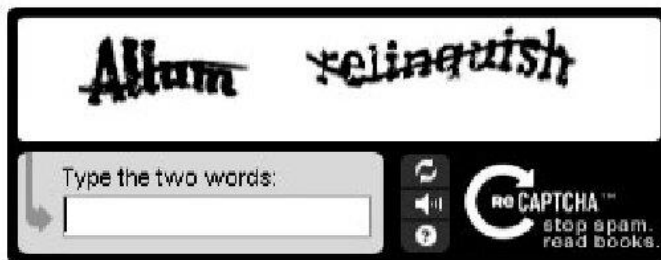 Allum relinquish
Type the two words:
reCAPTCHA™
stop spam.
read books.